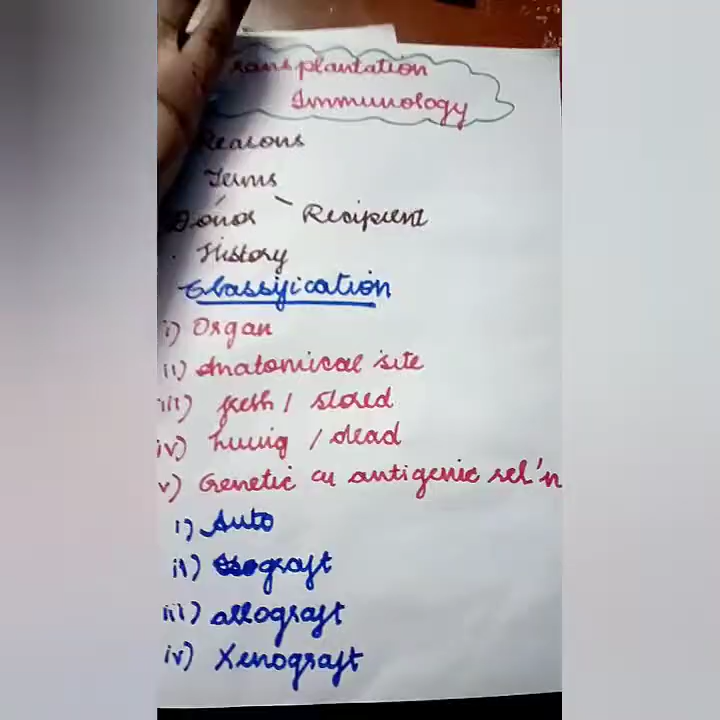 Transplantation
Immunology
Reasons
Terms
Donor Recipient
. History
Classification
i) Organ
ii) Anatomical site
iii) fresh / stored
iv) living / dead
v) Genetic antigenic rel'n
i) Auto
ii) Isograft
iii) allograft
iv) Xenograft